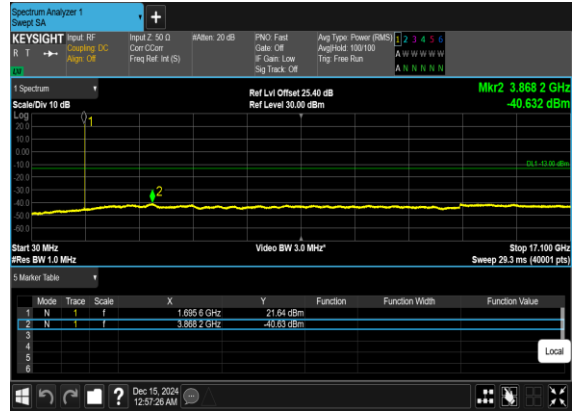 Spectrum Analyzer 1
Swept SA
+
KEYSIGHT Input: RF Input Z: 50 Ω #Atten: 20 dB PNO: Fast Avg Type: Power (RMS) 1 2 3 4 5 6
R T Coupling: DC Corr CCorr Gate: Off Avg|Hold: 100/100 A W W W W W
Align: Off Freq Ref: Int (S) IF Gain: Low Trig: Free Run
Sig Track: Off A N N N N N
1 Spectrum Ref Lvl Offset 25.40 dB Mkr2 3.868 2 GHz
Scale/Div 10 dB Ref Level 30.00 dBm -40.632 dBm
Log
1
20.0
10.0
0.00
-10.0
DL1 -13.00 dBm
-20.0
-30.0
2
-40.0
-50.0
-60.0
Start 30 MHz Video BW 3.0 MHz* Stop 17.100 GHz
#Res BW 1.0 MHz Sweep 29.3 ms (40001 pts)
5 Marker Table
Mode Trace Scale X Y Function Function Width Function Value
1 N 1 f 1.695 6 GHz 21.64 dBm
2 N 1 f 3.868 2 GHz -40.63 dBm
3
4
5
6
Local
? Dec 15, 2024
12:57:26 AM